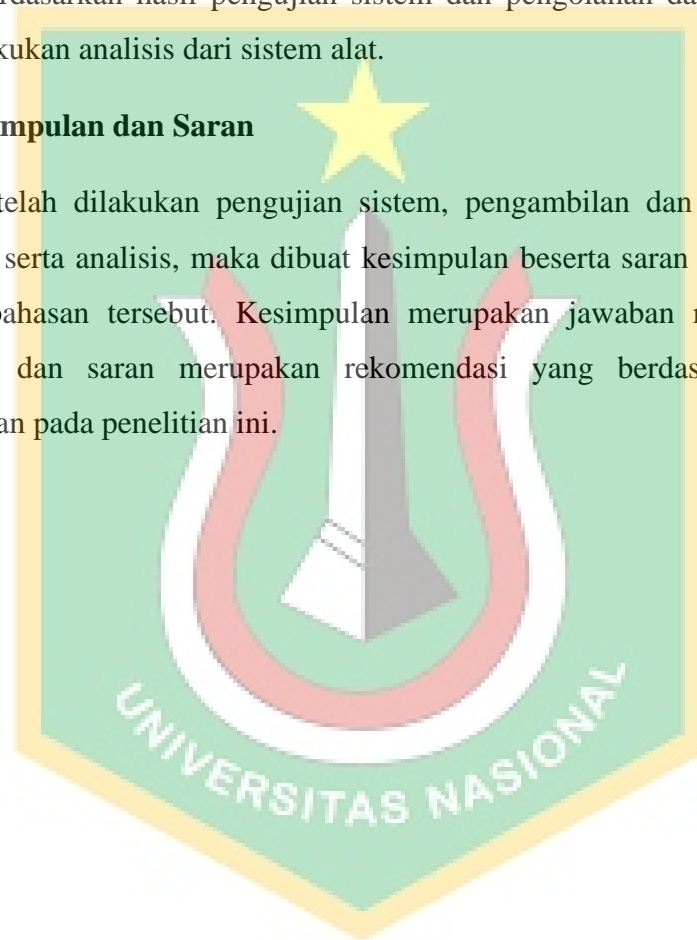 rdasarkan hasil pengujian sistem dan pengolahan da
kukan analisis dari sistem alat.
mpulan dan Saran
telah dilakukan pengujian sistem, pengambilan dan
serta analisis, maka dibuat kesimpulan beserta saran
bahasan tersebut. Kesimpulan merupakan jawaban
dan saran merupakan rekomendasi yang berdas
an pada penelitian ini.
UNIVERSITAS NASIONAL